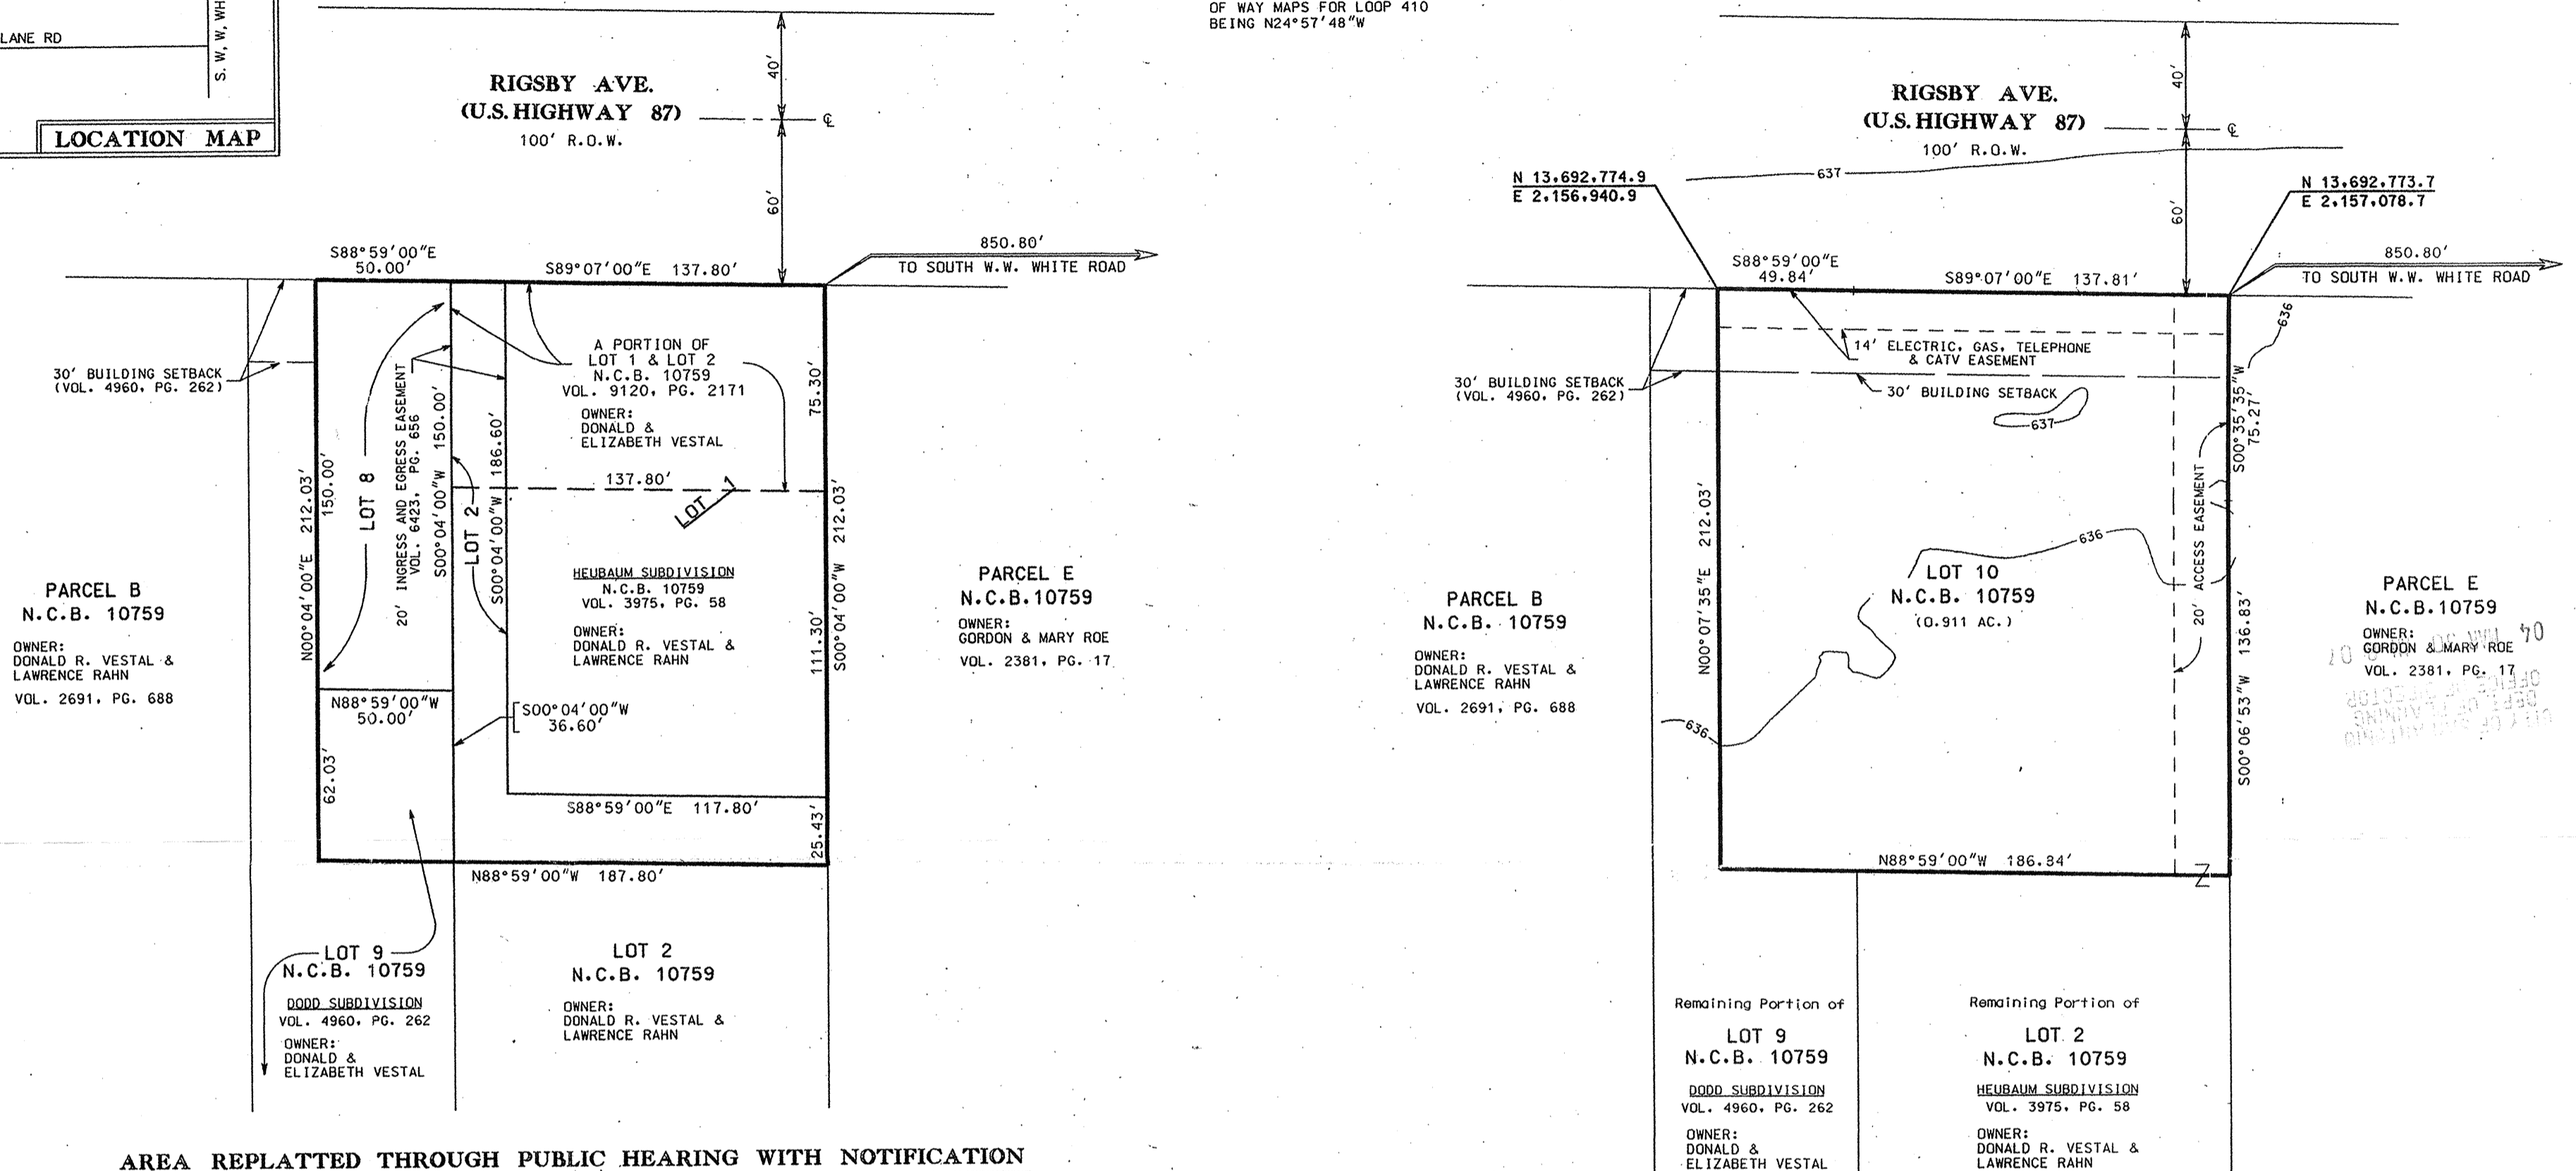 LANE RD
S. W. W. WH
LOCATION MAP
OF WAY MAPS FOR LOOP 410
BEING N24°57'48"W
RIGSBY AVE.
(U.S.HIGHWAY 87)
100' R.O.W.
40'
60'
℄
S88°59'00"E
50.00'
S89°07'00"E 137.80'
850.80'
TO SOUTH W.W. WHITE ROAD
30' BUILDING SETBACK
(VOL. 4960, PG. 262)
A PORTION OF
LOT 1 & LOT 2
N.C.B. 10759
VOL. 9120, PG. 2171
OWNER:
DONALD &
ELIZABETH VESTAL
N00°04'00"E 212.03'
150.00'
LOT 8
20' INGRESS AND EGRESS EASEMENT
VOL. 6423, PG. 656
S00°04'00"W 150.00'
LOT 2
S00°04'00"W 186.60'
137.80'
LOT 1
75.30'
111.30'
S00°04'00"W 212.03'
HEUBAUM SUBDIVISION
N.C.B. 10759
VOL. 3975, PG. 58
OWNER:
DONALD R. VESTAL &
LAWRENCE RAHN
PARCEL B
N.C.B. 10759
OWNER:
DONALD R. VESTAL &
LAWRENCE RAHN
VOL. 2691, PG. 688
PARCEL E
N.C.B.10759
OWNER:
GORDON & MARY ROE
VOL. 2381, PG. 17
N88°59'00"W
50.00'
S00°04'00"W
36.60'
62.03'
S88°59'00"E 117.80'
25.43'
N88°59'00"W 187.80'
LOT 9
N.C.B. 10759
DODD SUBDIVISION
VOL. 4960, PG. 262
OWNER:
DONALD &
ELIZABETH VESTAL
LOT 2
N.C.B. 10759
OWNER:
DONALD R. VESTAL &
LAWRENCE RAHN
AREA REPLATTED THROUGH PUBLIC HEARING WITH NOTIFICATION
RIGSBY AVE.
(U.S.HIGHWAY 87)
100' R.O.W.
40'
60'
℄
637
N 13,692,774.9
E 2,156,940.9
N 13,692,773.7
E 2,157,078.7
S88°59'00"E
49.84'
S89°07'00"E 137.81'
850.80'
TO SOUTH W.W. WHITE ROAD
636
14' ELECTRIC, GAS, TELEPHONE
& CATV EASEMENT
30' BUILDING SETBACK
(VOL. 4960, PG. 262)
30' BUILDING SETBACK
637
S00°35'35"W
75.27'
N00°07'35"E 212.03'
20' ACCESS EASEMENT
636
LOT 10
N.C.B. 10759
(0.911 AC.)
S00°06'53"W 136.83'
PARCEL B
N.C.B. 10759
OWNER:
DONALD R. VESTAL &
LAWRENCE RAHN
VOL. 2691, PG. 688
PARCEL E
N.C.B.10759
OWNER:
GORDON & MARY ROE
VOL. 2381, PG. 17
636
N88°59'00"W 186.84'
Remaining Portion of
LOT 9
N.C.B. 10759
DODD SUBDIVISION
VOL. 4960, PG. 262
OWNER:
DONALD &
ELIZABETH VESTAL
Remaining Portion of
LOT 2
N.C.B. 10759
HEUBAUM SUBDIVISION
VOL. 3975, PG. 58
OWNER:
DONALD R. VESTAL &
LAWRENCE RAHN